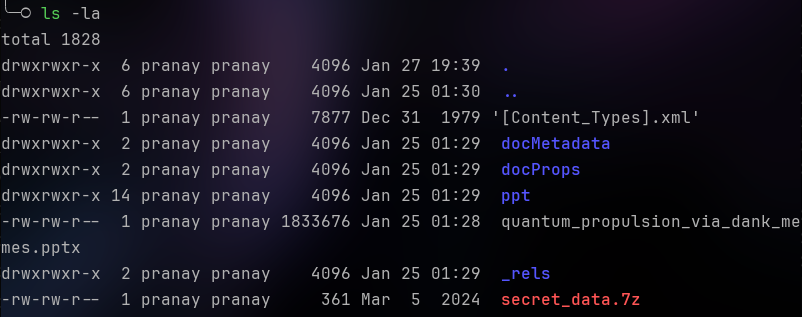 ls -la
total 1828
drwxrwxr-x  6 pranay pranay    4096 Jan 27 19:39  .
drwxrwxr-x  6 pranay pranay    4096 Jan 25 01:30  ..
-rw-rw-r--  1 pranay pranay    7877 Dec 31  1979 '[Content_Types].xml'
drwxrwxr-x  2 pranay pranay    4096 Jan 25 01:29  docMetadata
drwxrwxr-x  2 pranay pranay    4096 Jan 25 01:29  docProps
drwxrwxr-x 14 pranay pranay    4096 Jan 25 01:29  ppt
-rw-rw-r--  1 pranay pranay 1833676 Jan 25 01:28  quantum_propulsion_via_dank_me
mes.pptx
drwxrwxr-x  2 pranay pranay    4096 Jan 25 01:29  _rels
-rw-rw-r--  1 pranay pranay     361 Mar  5  2024  secret_data.7z